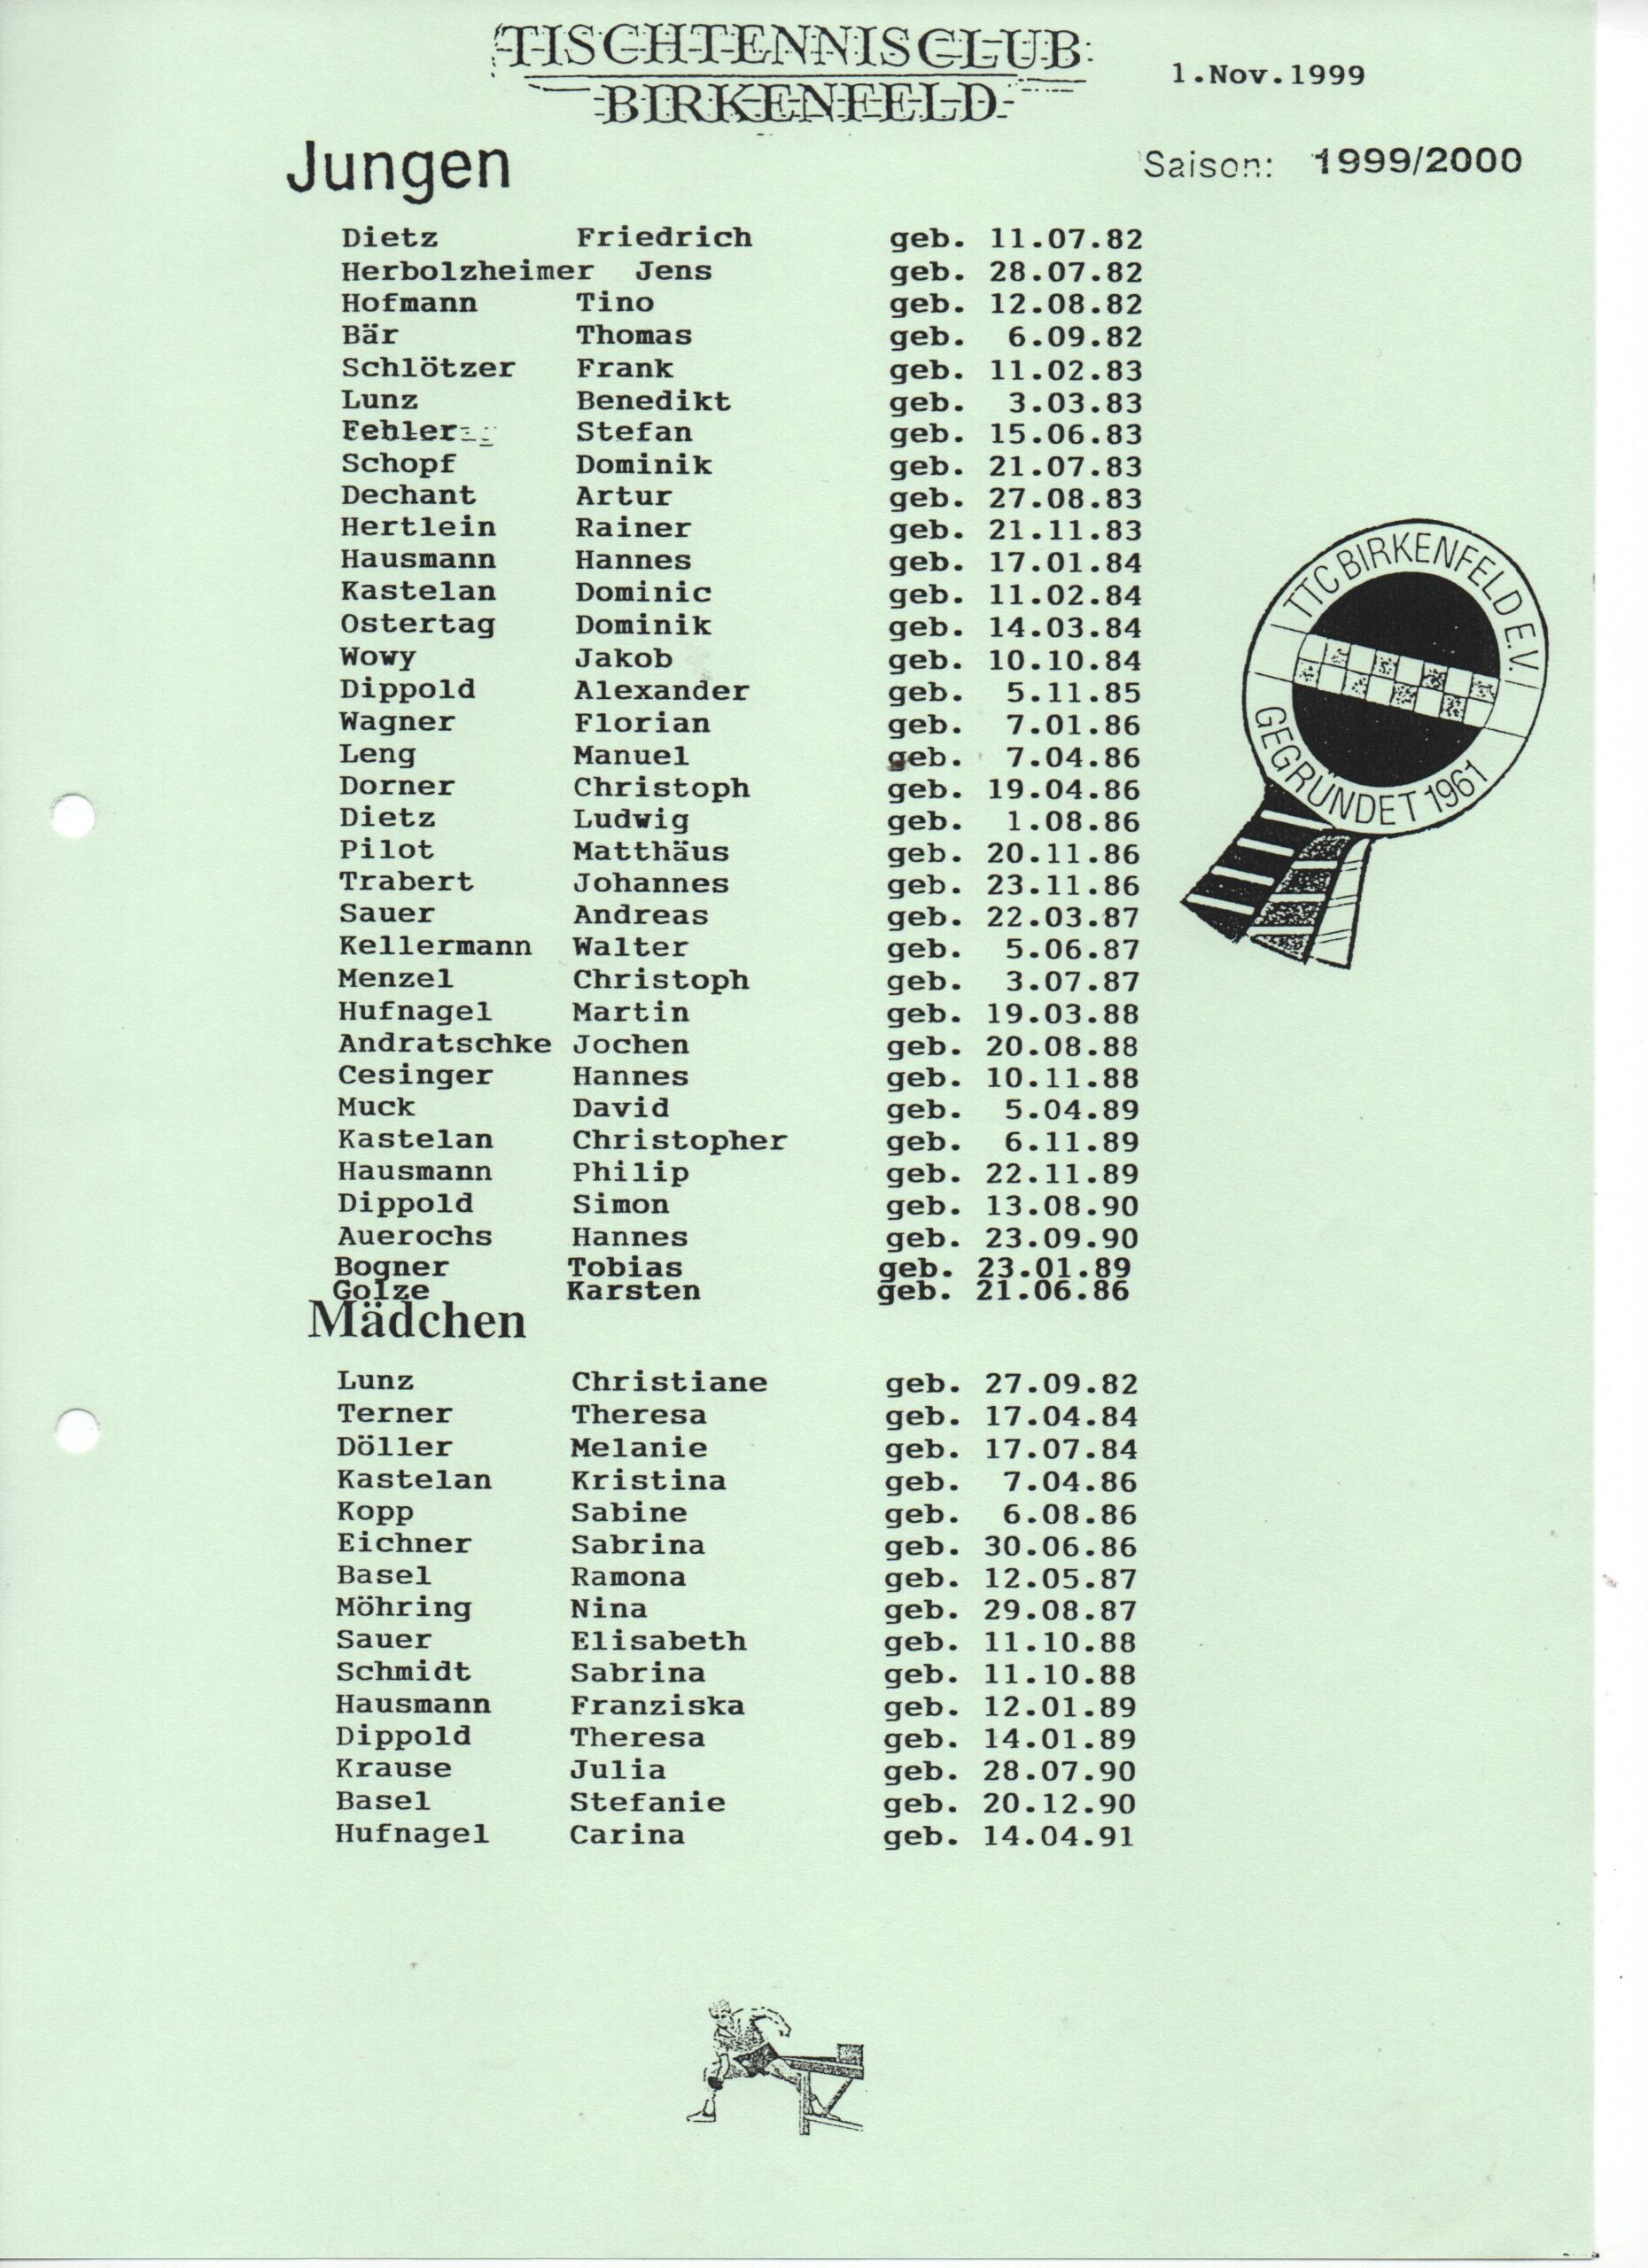 TISCHTENNISCLUB
BIRKENFELD
1.Nov.1999
Jungen
Saison: 1999/2000
Dietz Friedrich geb. 11.07.82
Herbolzheimer Jens geb. 28.07.82
Hofmann Tino geb. 12.08.82
Bär Thomas geb. 6.09.82
Schlötzer Frank geb. 11.02.83
Lunz Benedikt geb. 3.03.83
Fehler Stefan geb. 15.06.83
Schopf Dominik geb. 21.07.83
Dechant Artur geb. 27.08.83
Hertlein Rainer geb. 21.11.83
Hausmann Hannes geb. 17.01.84
Kastelan Dominic geb. 11.02.84
Ostertag Dominik geb. 14.03.84
Wowy Jakob geb. 10.10.84
Dippold Alexander geb. 5.11.85
Wagner Florian geb. 7.01.86
Leng Manuel geb. 7.04.86
Dorner Christoph geb. 19.04.86
Dietz Ludwig geb. 1.08.86
Pilot Matthäus geb. 20.11.86
Trabert Johannes geb. 23.11.86
Sauer Andreas geb. 22.03.87
Kellermann Walter geb. 5.06.87
Menzel Christoph geb. 3.07.87
Hufnagel Martin geb. 19.03.88
Andratschke Jochen geb. 20.08.88
Cesinger Hannes geb. 10.11.88
Muck David geb. 5.04.89
Kastelan Christopher geb. 6.11.89
Hausmann Philip geb. 22.11.89
Dippold Simon geb. 13.08.90
Auerochs Hannes geb. 23.09.90
Bogner Tobias geb. 23.01.89
Golze Karsten geb. 21.06.86
TTC BIRKENFELD E.V.
GEGRÜNDET 1961
Mädchen
Lunz Christiane geb. 27.09.82
Terner Theresa geb. 17.04.84
Döller Melanie geb. 17.07.84
Kastelan Kristina geb. 7.04.86
Kopp Sabine geb. 6.08.86
Eichner Sabrina geb. 30.06.86
Basel Ramona geb. 12.05.87
Möhring Nina geb. 29.08.87
Sauer Elisabeth geb. 11.10.88
Schmidt Sabrina geb. 11.10.88
Hausmann Franziska geb. 12.01.89
Dippold Theresa geb. 14.01.89
Krause Julia geb. 28.07.90
Basel Stefanie geb. 20.12.90
Hufnagel Carina geb. 14.04.91